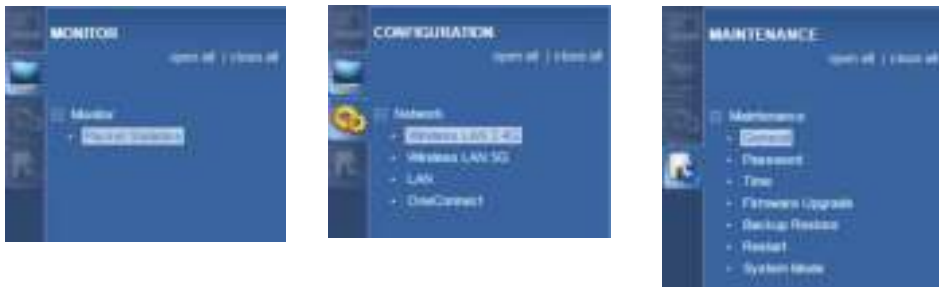 MONITOR
open all | close all
Monitor
Packet Statistics
CONFIGURATION
open all | close all
Network
Wireless LAN 2.4G
Wireless LAN 5G
LAN
OneConnect
MAINTENANCE
open all | close all
Maintenance
General
Password
Time
Firmware Upgrade
Backup Restore
Restart
System Mode